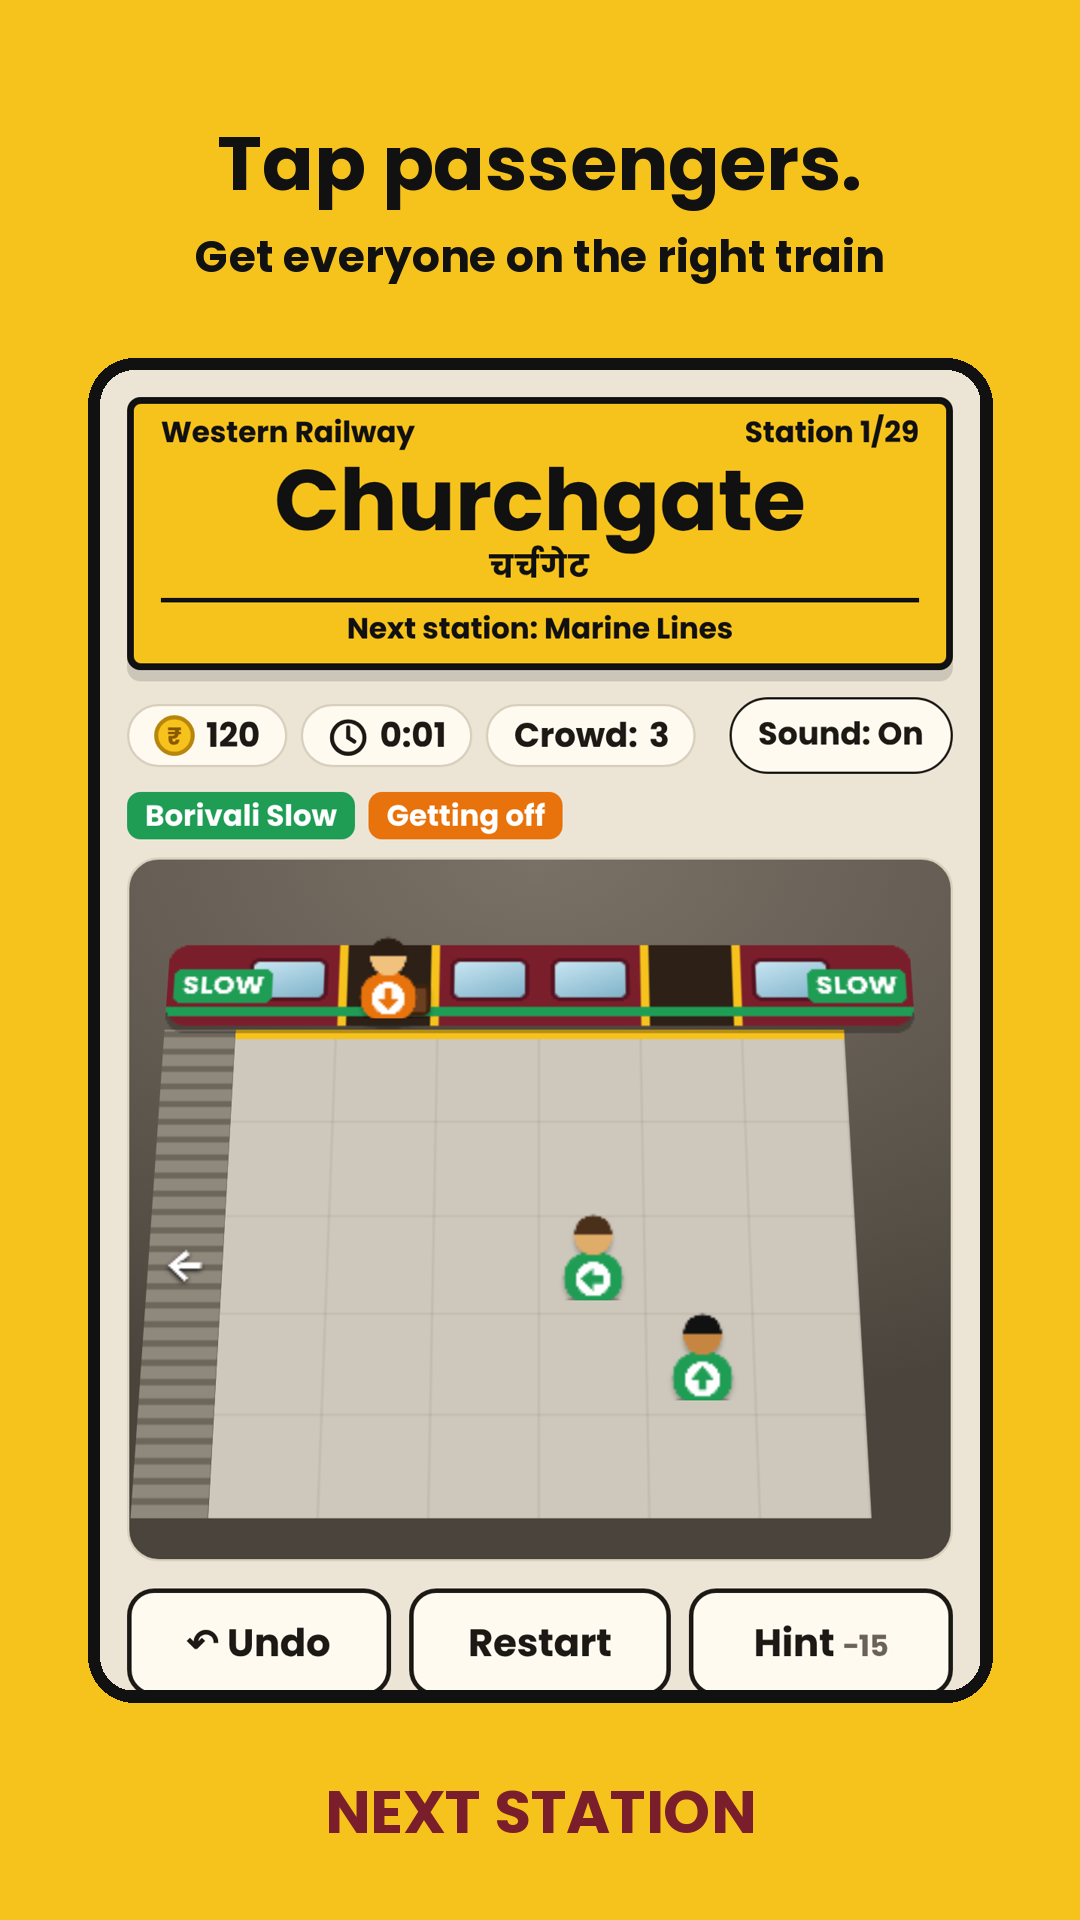 Tap passengers.
Get everyone on the right train
Western Railway
Station 1/29
Churchgate
चर्चगेट
Next station: Marine Lines
₹ 120
0:01
Crowd: 3
Sound: On
Borivali Slow
Getting off
SLOW
SLOW
↶ Undo
Restart
Hint -15
NEXT STATION